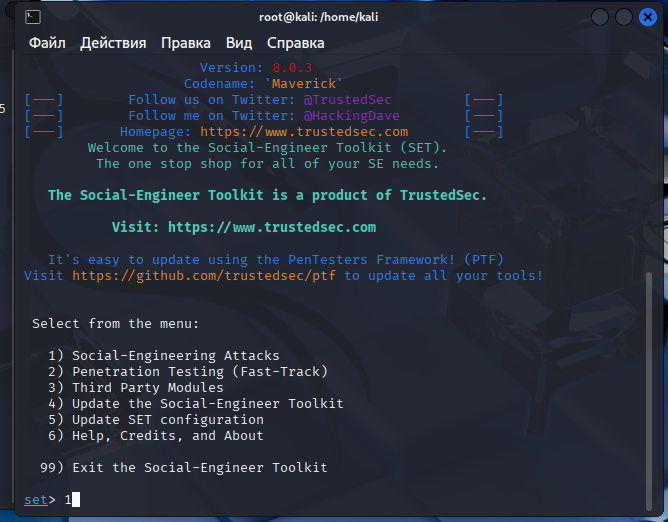 root@kali: /home/kali
Файл Действия Правка Вид Справка
Version: 8.0.3
Codename: 'Maverick'
[---] Follow us on Twitter: @TrustedSec [---]
[---] Follow me on Twitter: @HackingDave [---]
[---] Homepage: https://www.trustedsec.com [---]
Welcome to the Social-Engineer Toolkit (SET).
The one stop shop for all of your SE needs.
The Social-Engineer Toolkit is a product of TrustedSec.
Visit: https://www.trustedsec.com
It's easy to update using the PenTesters Framework! (PTF)
Visit https://github.com/trustedsec/ptf to update all your tools!
Select from the menu:
1) Social-Engineering Attacks
2) Penetration Testing (Fast-Track)
3) Third Party Modules
4) Update the Social-Engineer Toolkit
5) Update SET configuration
6) Help, Credits, and About
99) Exit the Social-Engineer Toolkit
set> 1
5